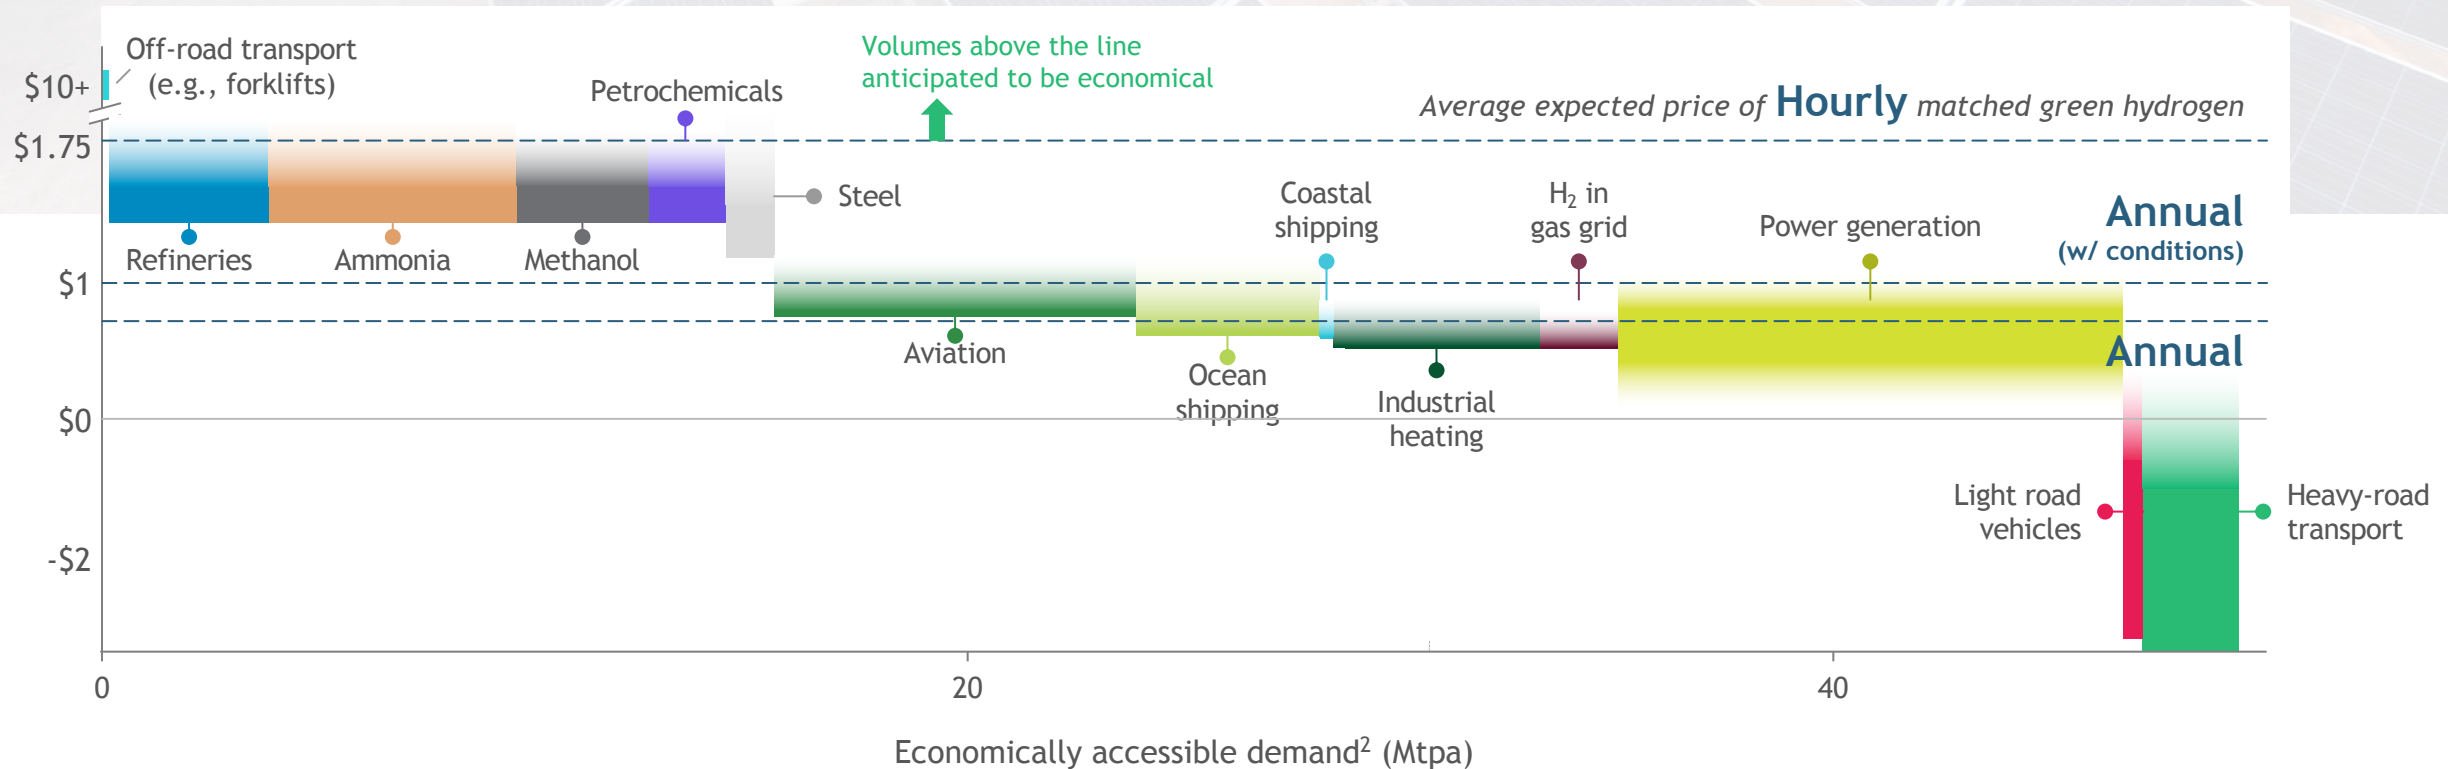 Off-road transport
(e.g., forklifts)
Volumes above the line
anticipated to be economical
Petrochemicals
Average expected price of Hourly matched green hydrogen
$10+
$1.75
Steel
Coastal
shipping
H₂ in
gas grid
Power generation
Annual
(w/ conditions)
Refineries
Ammonia
Methanol
$1
Aviation
Annual
Ocean
shipping
Industrial
heating
$0
Light road
vehicles
Heavy-road
transport
-$2
0
20
40
Economically accessible demand² (Mtpa)